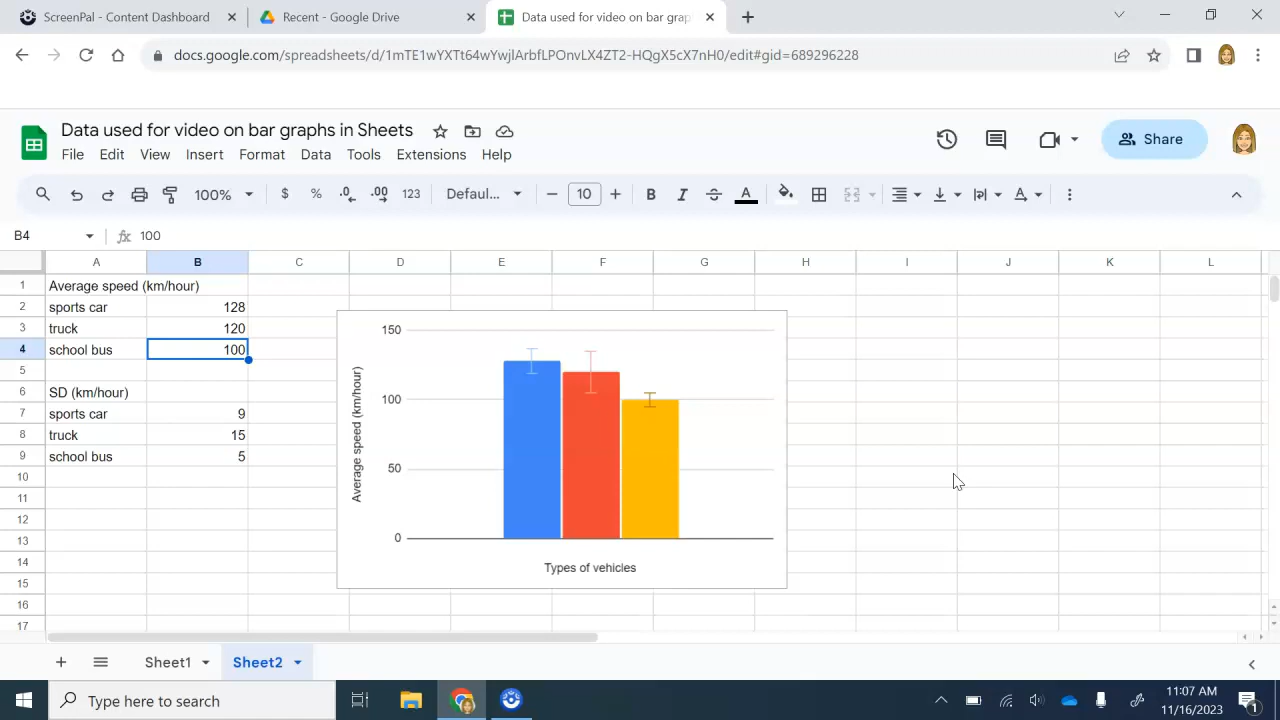 ScreenPal - Content Dashboard
Recent - Google Drive
Data used for video on bar grap
docs.google.com/spreadsheets/d/1mTE1wYXTt64wYwjlArbfLPOnvLX4ZT2-HQgX5cX7nH0/edit#gid=689296228
Data used for video on bar graphs in Sheets
File Edit View Insert Format Data Tools Extensions Help
Share
100% $ % .0 .00 123 Defaul... 10 B I A
B4 fx 100
A B C D E F G H I J K L
1 Average speed (km/hour)
2 sports car 128
3 truck 120
4 school bus 100
5
6 SD (km/hour)
7 sports car 9
8 truck 15
9 school bus 5
10
11
12
13
14
15
16
17
150
100
50
0
Average speed (km/hour)
Types of vehicles
Sheet1 Sheet2
Type here to search
11:07 AM
11/16/2023
1